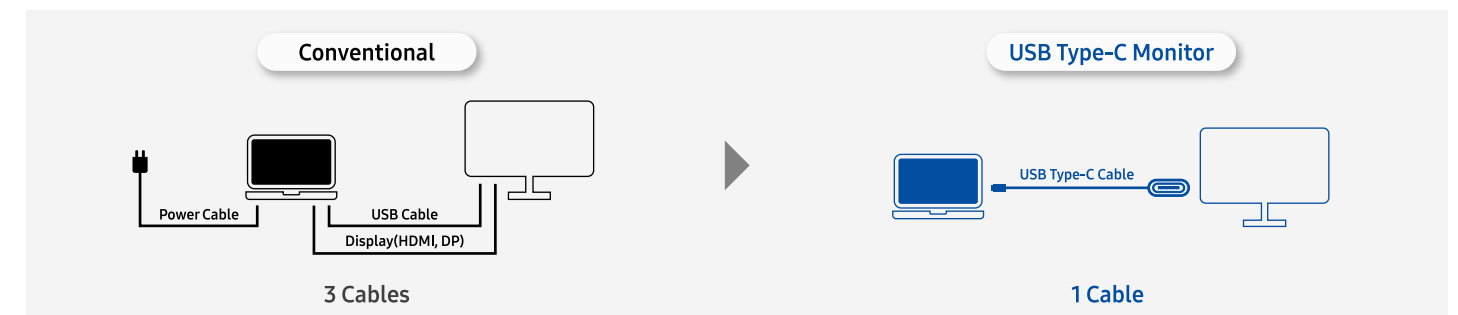 Conventional
Power Cable
USB Cable
Display(HDMI, DP)
3 Cables
USB Type-C Monitor
USB Type-C Cable
1 Cable